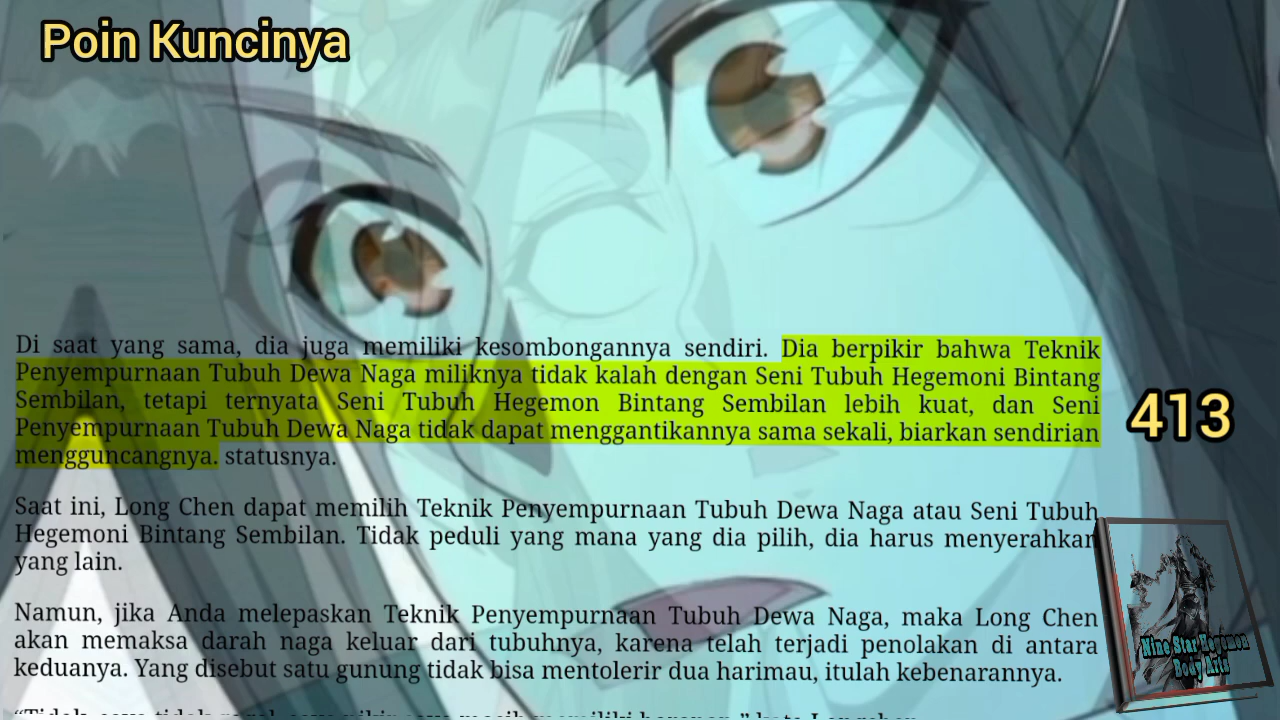 Poin Kuncinya
Di saat yang sama, dia juga memiliki kesombongannya sendiri. Dia berpikir bahwa Teknik
Penyempurnaan Tubuh Dewa Naga miliknya tidak kalah dengan Seni Tubuh Hegemoni Bintang
Sembilan, tetapi ternyata Seni Tubuh Hegemon Bintang Sembilan lebih kuat, dan Seni
Penyempurnaan Tubuh Dewa Naga tidak dapat menggantikannya sama sekali, biarkan sendirian
mengguncangnya. statusnya.
413
Saat ini, Long Chen dapat memilih Teknik Penyempurnaan Tubuh Dewa Naga atau Seni Tubuh
Hegemoni Bintang Sembilan. Tidak peduli yang mana yang dia pilih, dia harus menyerahkan
yang lain.
Namun, jika Anda melepaskan Teknik Penyempurnaan Tubuh Dewa Naga, maka Long Chen
akan memaksa darah naga keluar dari tubuhnya, karena telah terjadi penolakan di antara
keduanya. Yang disebut satu gunung tidak bisa mentolerir dua harimau, itulah kebenarannya.
Nine Star Hegemon
Body Arts